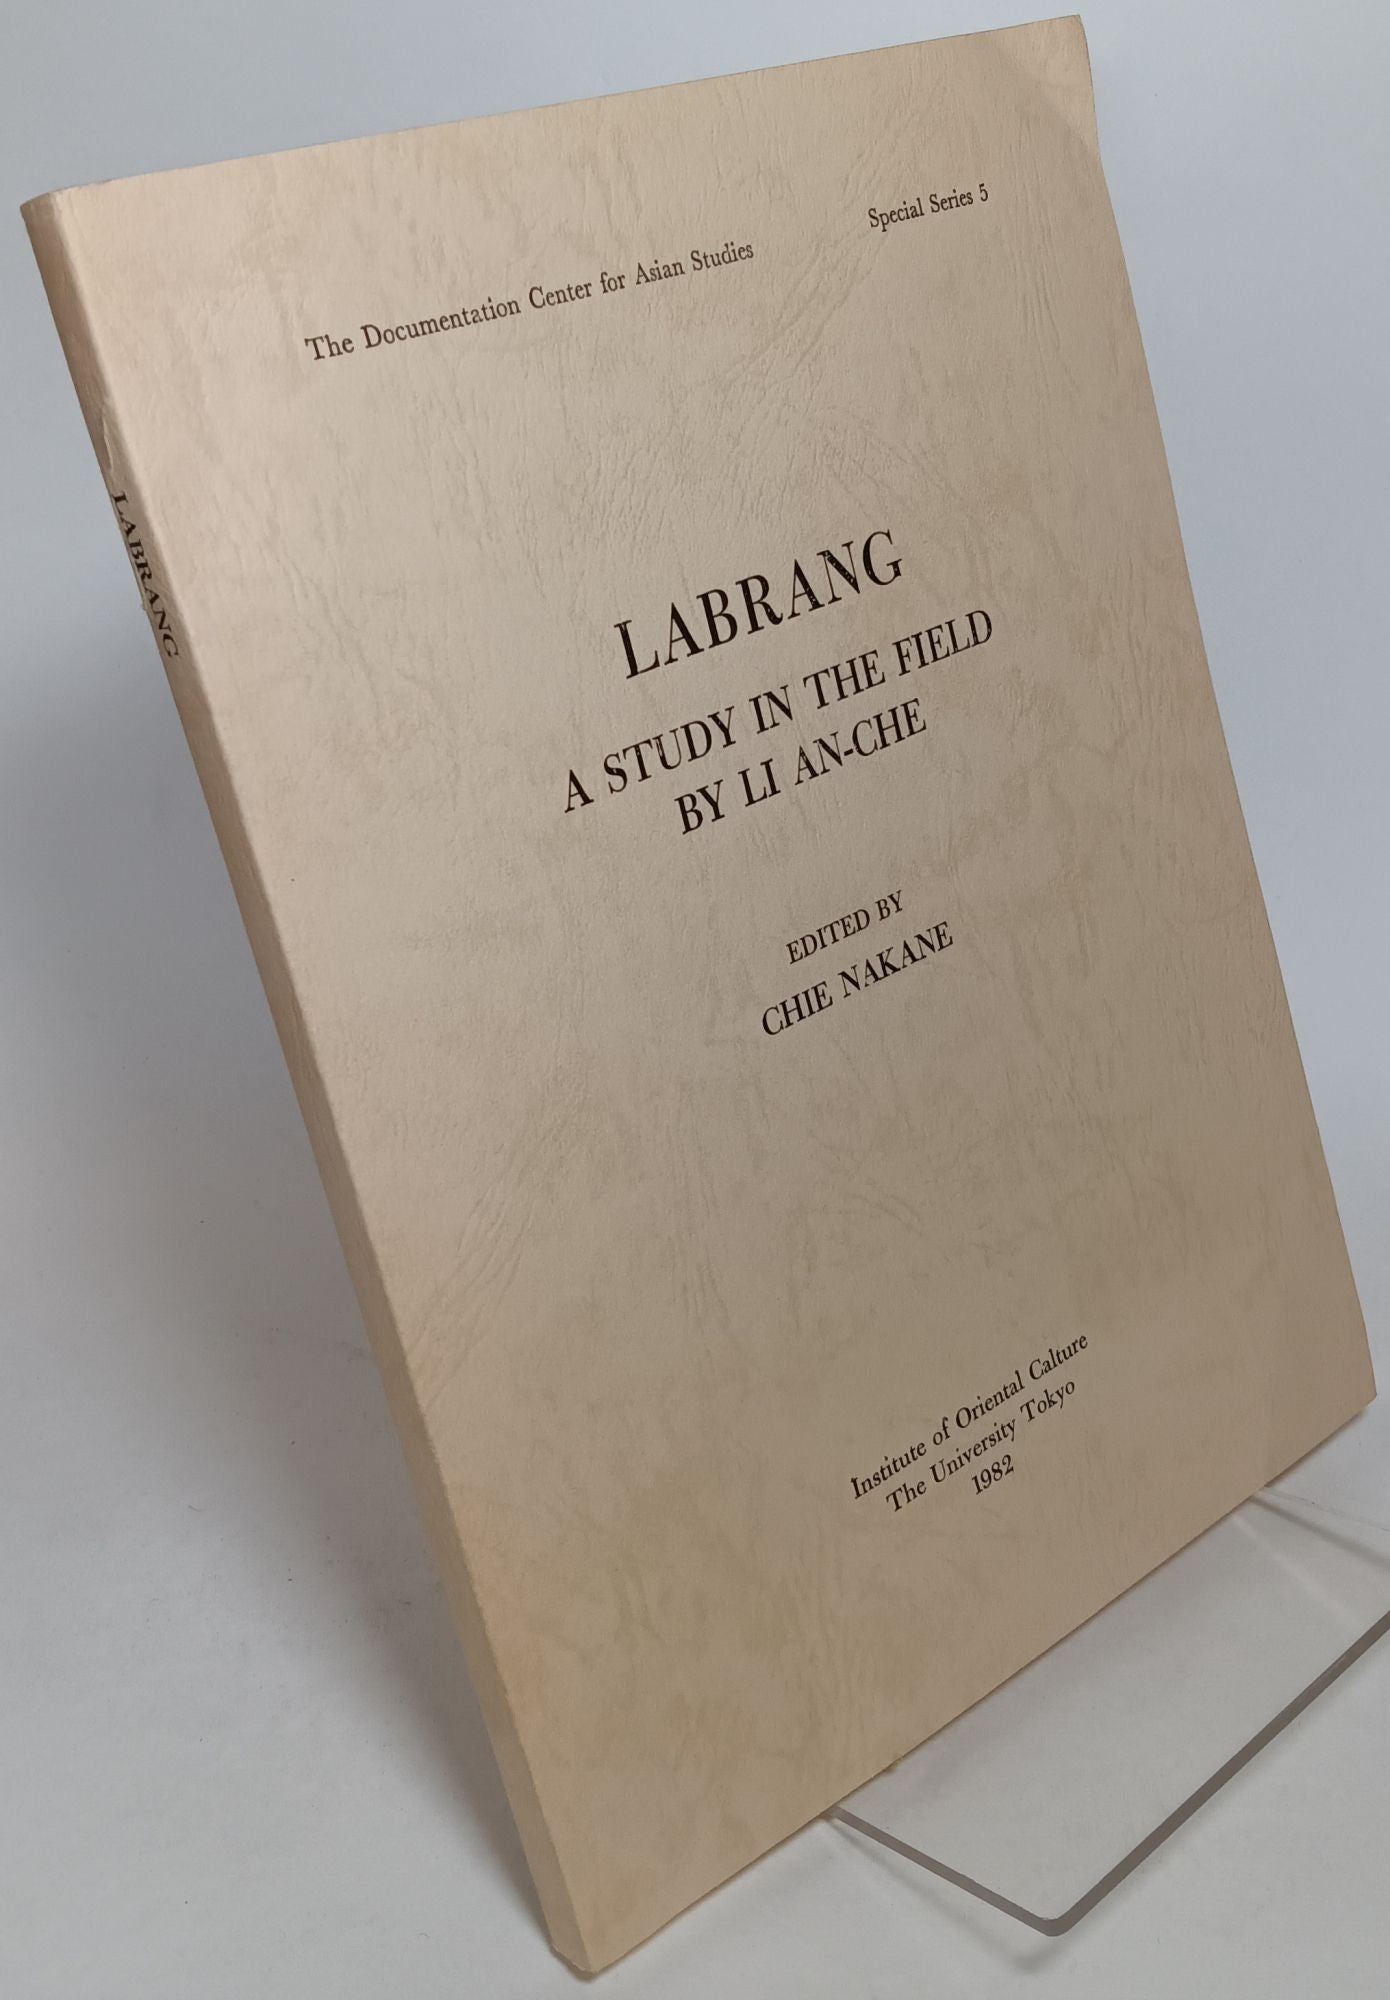 The Documentation Center for Asian Studies Special Series 5
LABRANG
A STUDY IN THE FIELD
BY LI AN-CHE
EDITED BY
CHIE NAKANE
Institute of Oriental Calture
The University Tokyo
1982
LABRANG